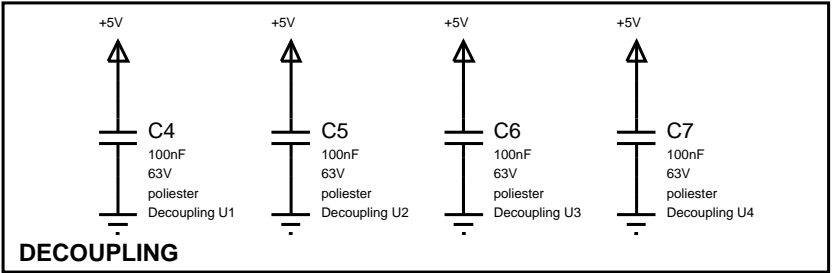 +5V
+5V
+5V
+5V
C4
100nF
63V
poliester
Decoupling U1
C5
100nF
63V
poliester
Decoupling U2
C6
100nF
63V
poliester
Decoupling U3
C7
100nF
63V
poliester
Decoupling U4
DECOUPLING